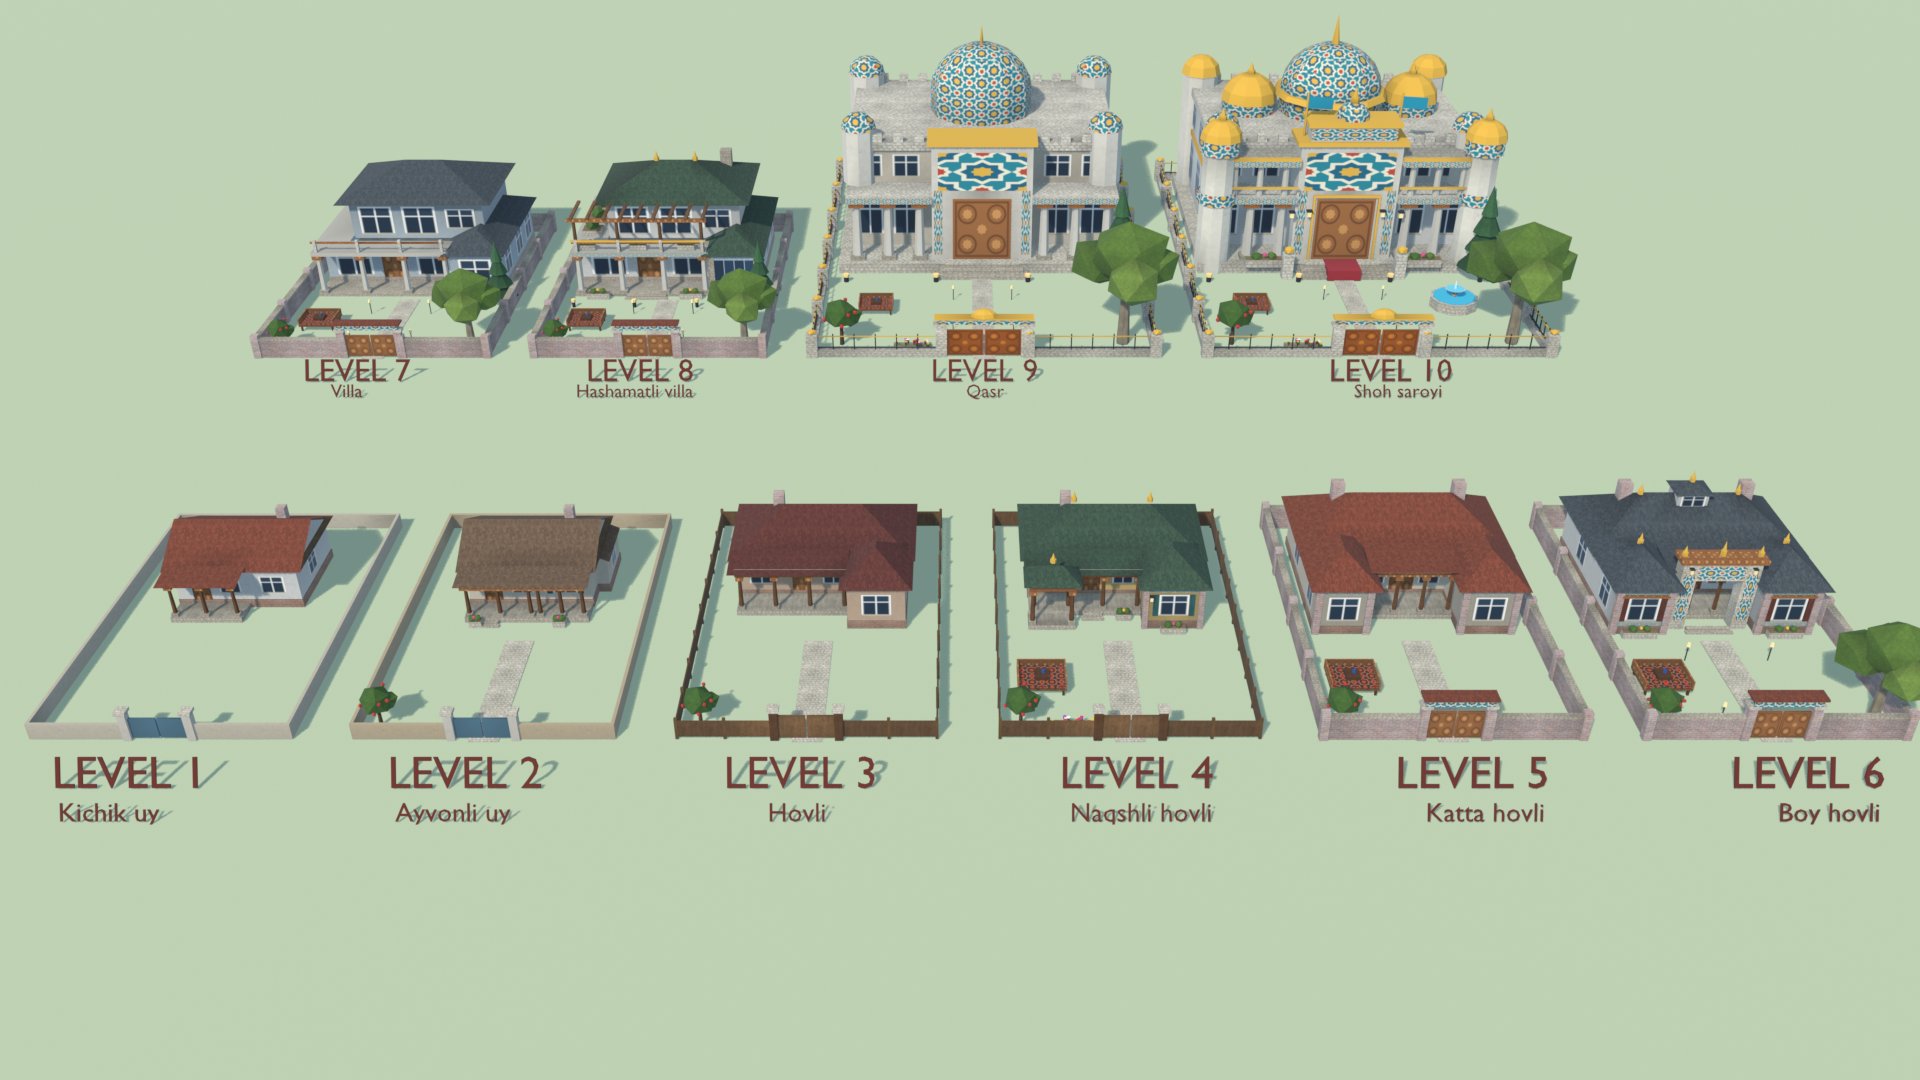 LEVEL 7
Villa
LEVEL 8
Hashamatli villa
LEVEL 9
Qasr
LEVEL 10
Shoh saroyi
LEVEL 1
Kichik uy
LEVEL 2
Ayvonli uy
LEVEL 3
Hovli
LEVEL 4
Naqshli hovli
LEVEL 5
Katta hovli
LEVEL 6
Boy hovli